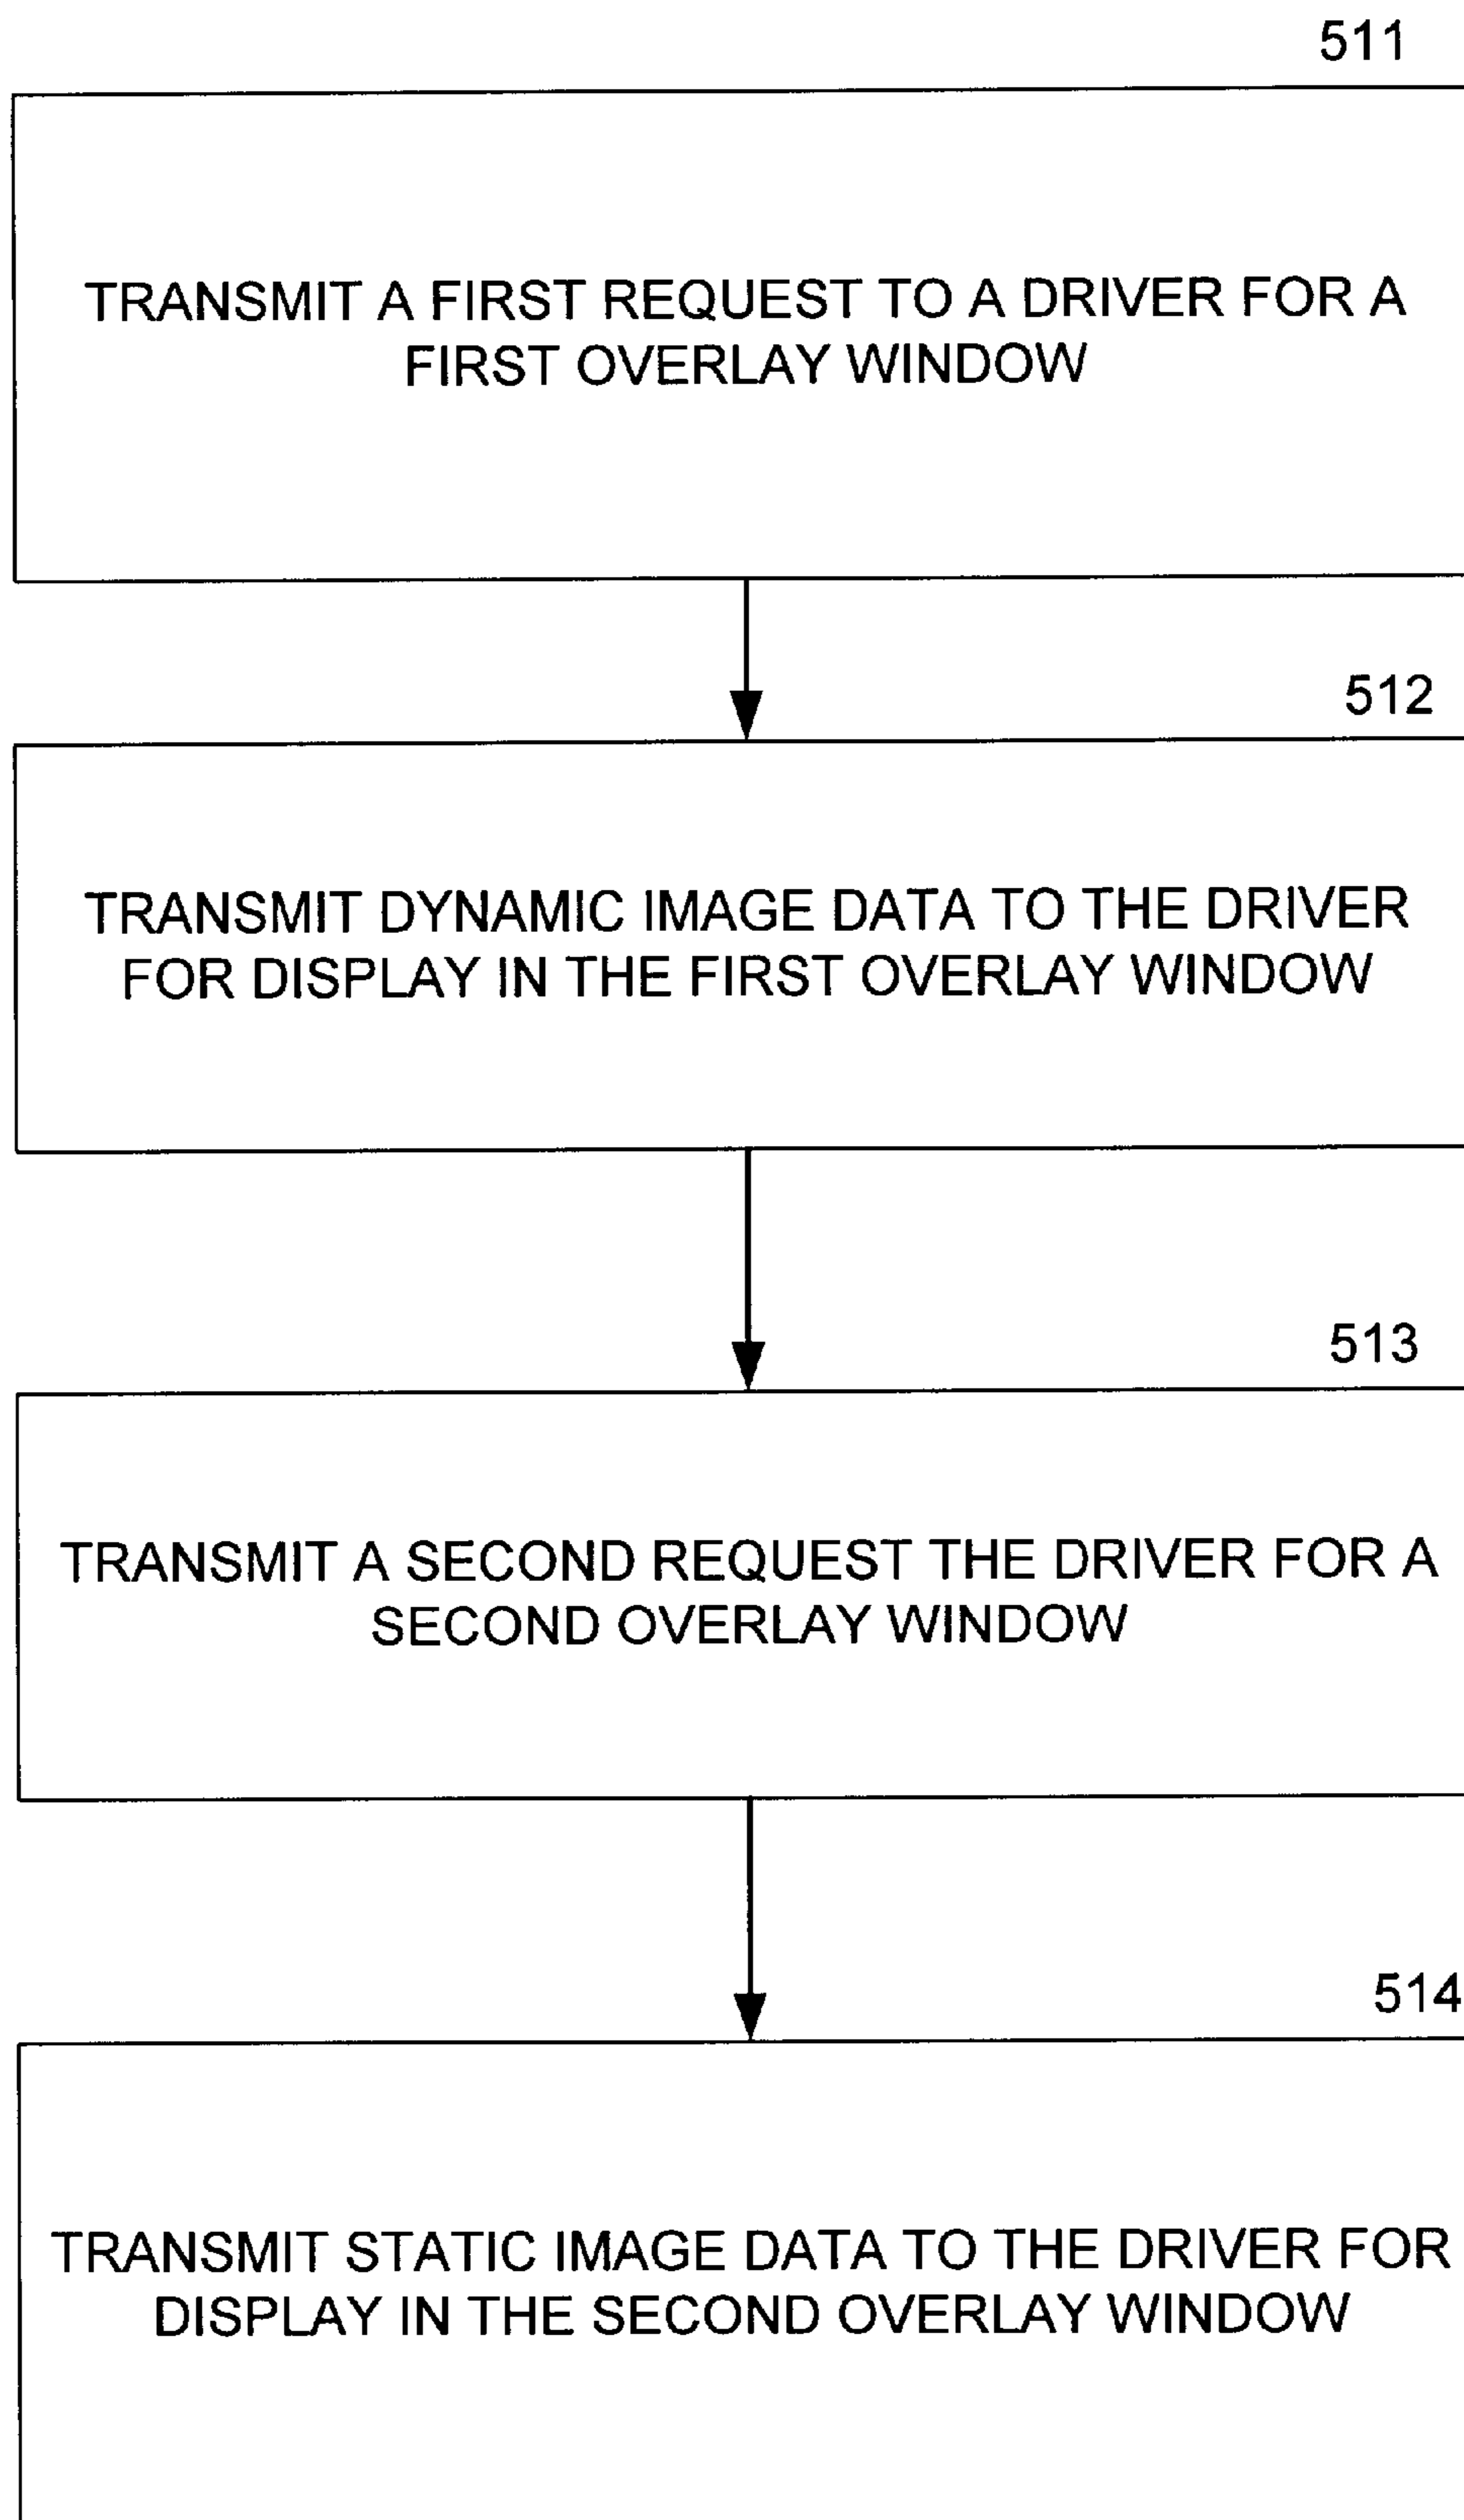 511
TRANSMIT A FIRST REQUEST TO A DRIVER FOR A
FIRST OVERLAY WINDOW
512
TRANSMIT DYNAMIC IMAGE DATA TO THE DRIVER
FOR DISPLAY IN THE FIRST OVERLAY WINDOW
513
TRANSMIT A SECOND REQUEST THE DRIVER FOR A
SECOND OVERLAY WINDOW
514
TRANSMIT STATIC IMAGE DATA TO THE DRIVER FOR
DISPLAY IN THE SECOND OVERLAY WINDOW